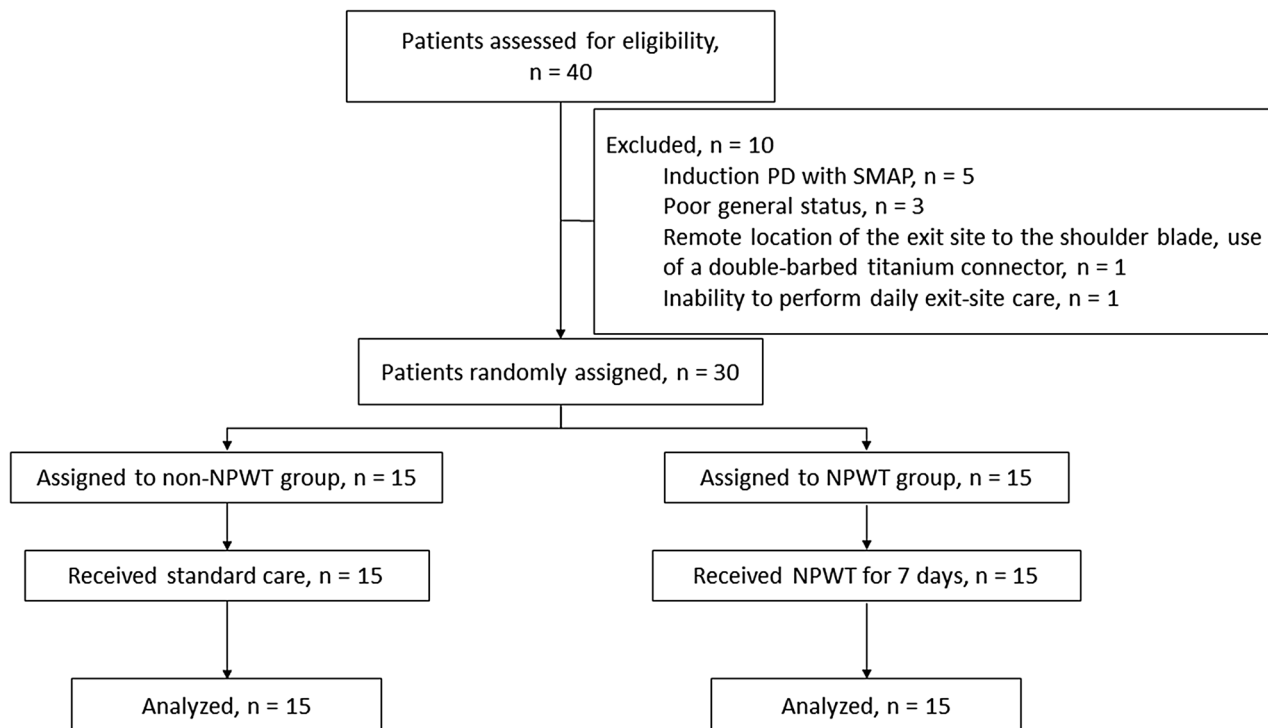 Patients assessed for eligibility,
n = 40
Excluded, n = 10
Induction PD with SMAP, n = 5
Poor general status, n = 3
Remote location of the exit site to the shoulder blade, use
of a double-barbed titanium connector, n = 1
Inability to perform daily exit-site care, n = 1
Patients randomly assigned, n = 30
Assigned to non-NPWT group, n = 15
Assigned to NPWT group, n = 15
Received standard care, n = 15
Received NPWT for 7 days, n = 15
Analyzed, n = 15
Analyzed, n = 15